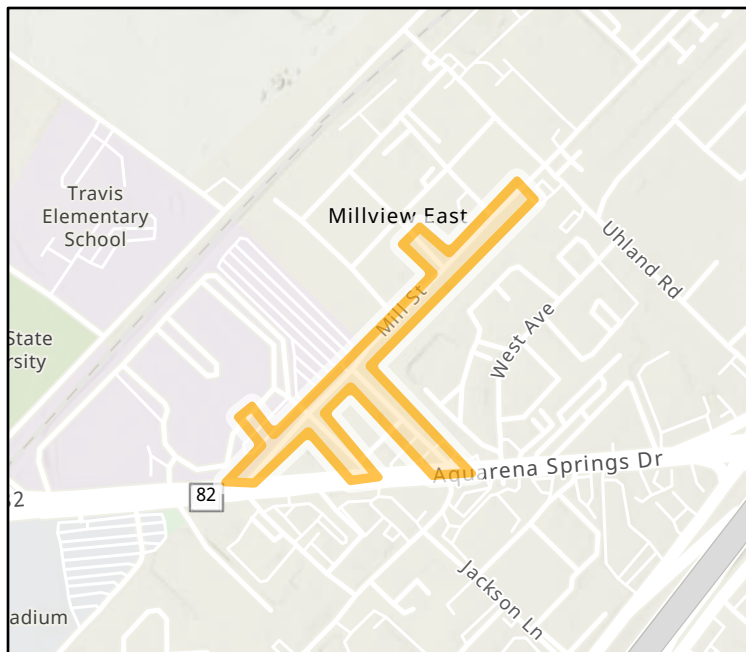 Travis
Elementary
School
Millview East
Uhland Rd
Mill St
West Ave
State
rsity
Aquarena Springs Dr
82
82
Jackson Ln
adium